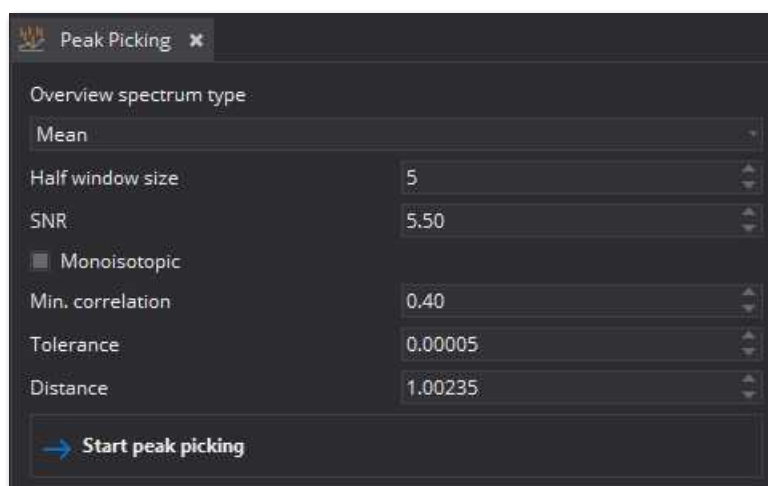 Peak Picking
Overview spectrum type
Mean
Half window size 5
SNR 5.50
Monoisotopic
Min. correlation 0.40
Tolerance 0.00005
Distance 1.00235
Start peak picking